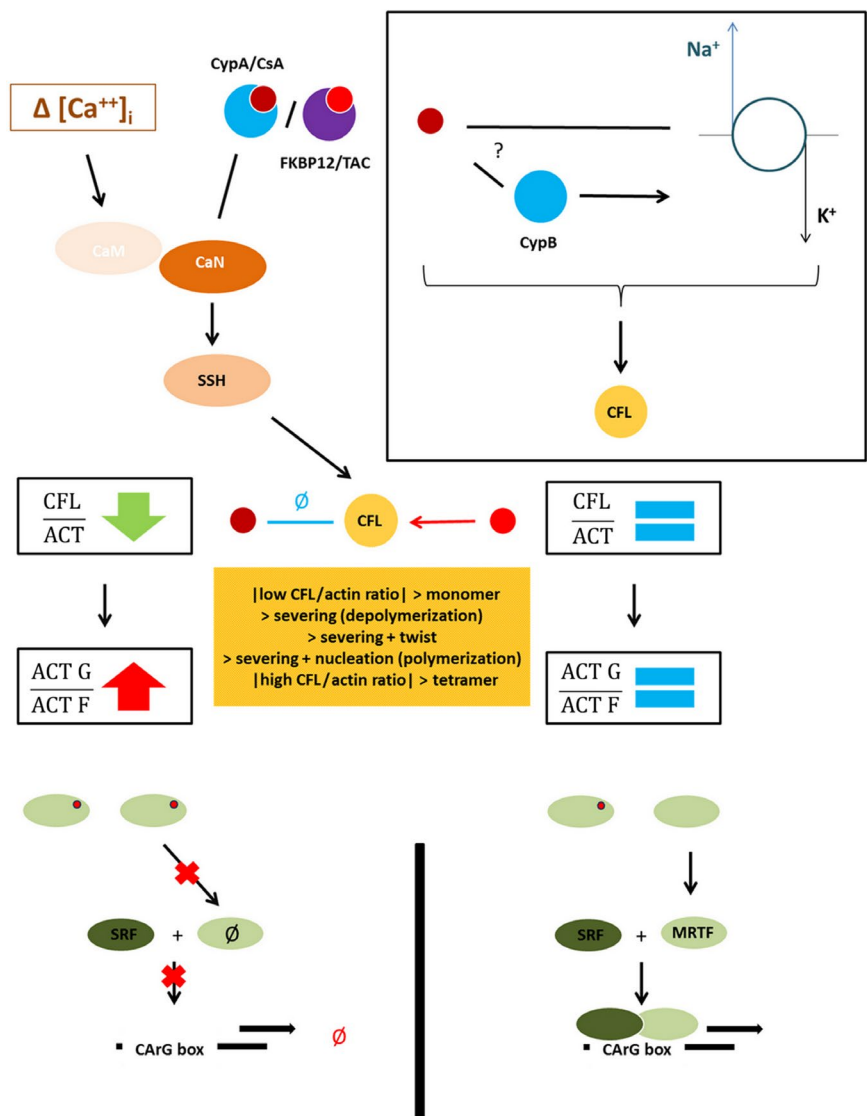 CypA/CsA
Δ [Ca⁺⁺]ᵢ
FKBP12/TAC
CaM
CaN
SSH
Na⁺
?
K⁺
CypB
CFL
CFL
ACT
Ø
CFL
CFL
ACT
|low CFL/actin ratio| > monomer
> severing (depolymerization)
> severing + twist
> severing + nucleation (polymerization)
|high CFL/actin ratio| > tetramer
ACT G
ACT F
ACT G
ACT F
SRF + Ø
CArG box Ø
SRF + MRTF
CArG box